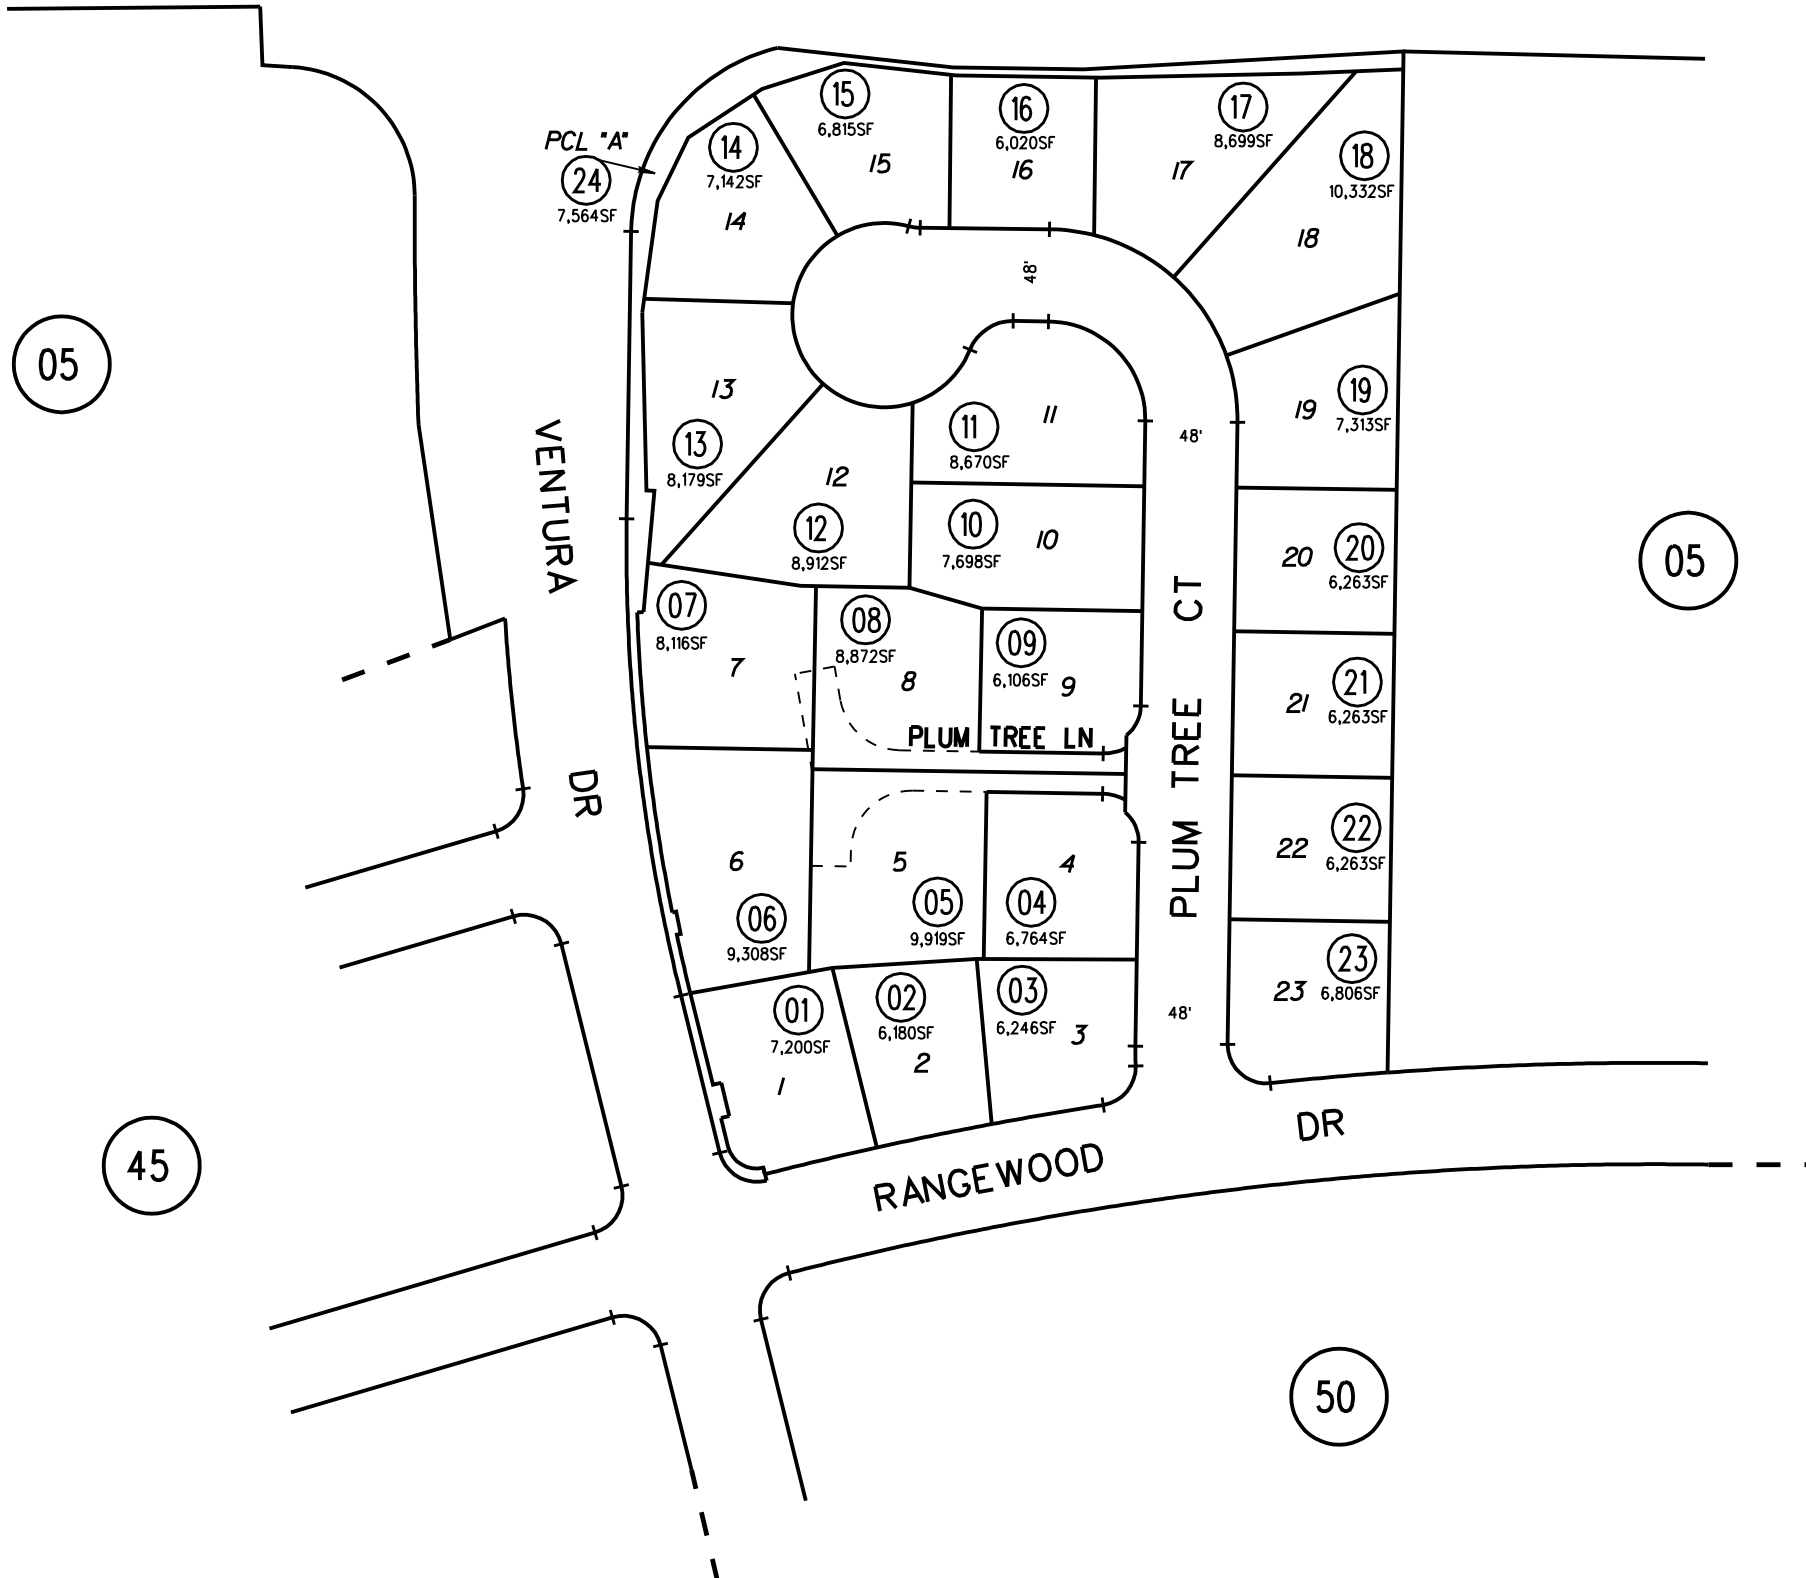 15
6,815SF
15
16
6,020SF
16
17
8,699SF
17
18
10,332SF
18
PCL "A"
24
7,564SF
14
7,142SF
14
48'
05
13
13
8,179SF
12
12
8,912SF
11
11
8,670SF
48'
19
19
7,313SF
10
7,698SF
10
20
20
6,263SF
05
VENTURA
DR
07
8,116SF
7
08
8,872SF
8
09
6,106SF
9
PLUM TREE LN
PLUM TREE CT
21
21
6,263SF
6
06
9,308SF
5
05
9,919SF
4
04
6,764SF
22
22
6,263SF
01
7,200SF
1
02
6,180SF
2
03
6,246SF
3
48'
23
23
6,806SF
RANGEWOOD
DR
45
50